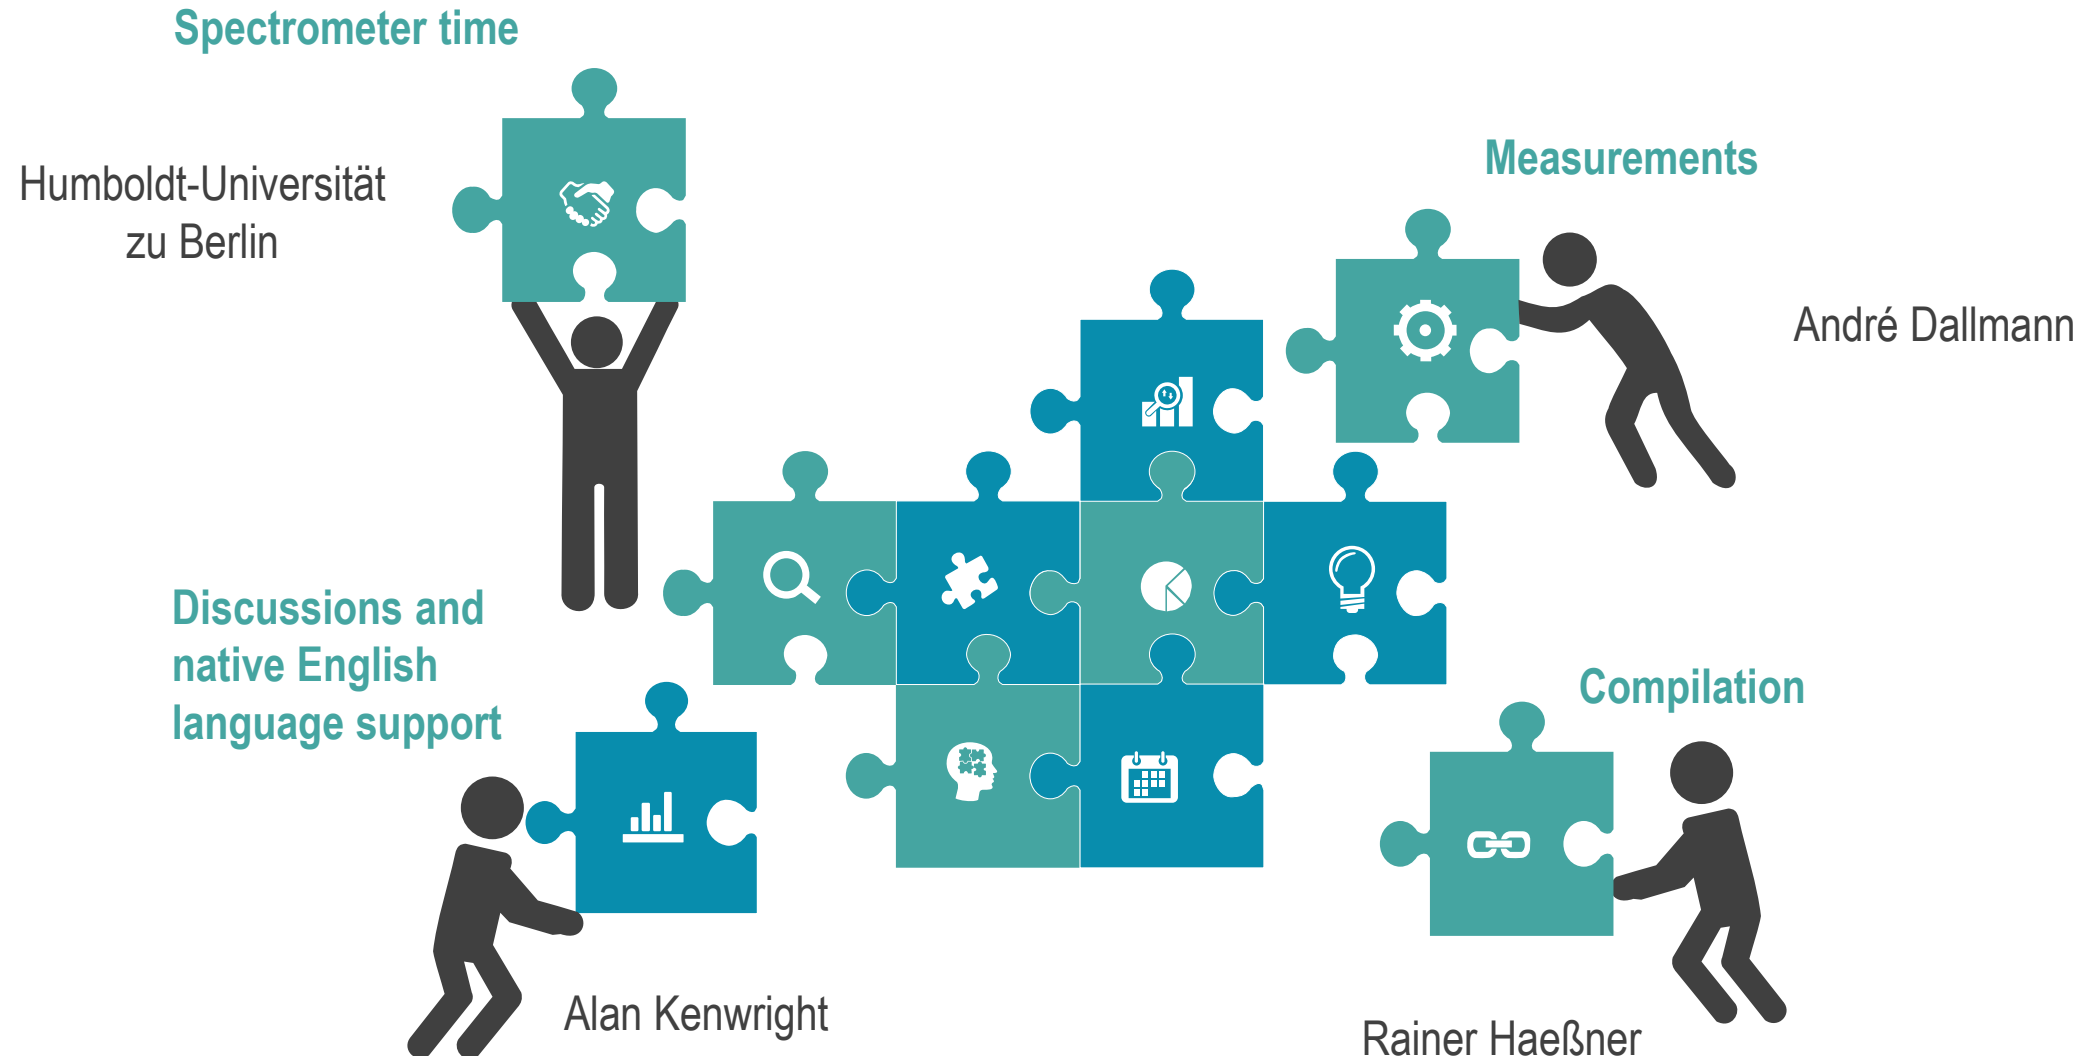 Spectrometer time
Humboldt-Universität
zu Berlin
Measurements
André Dallmann
Discussions and
native English
language support
Alan Kenwright
Compilation
Rainer Haeßner